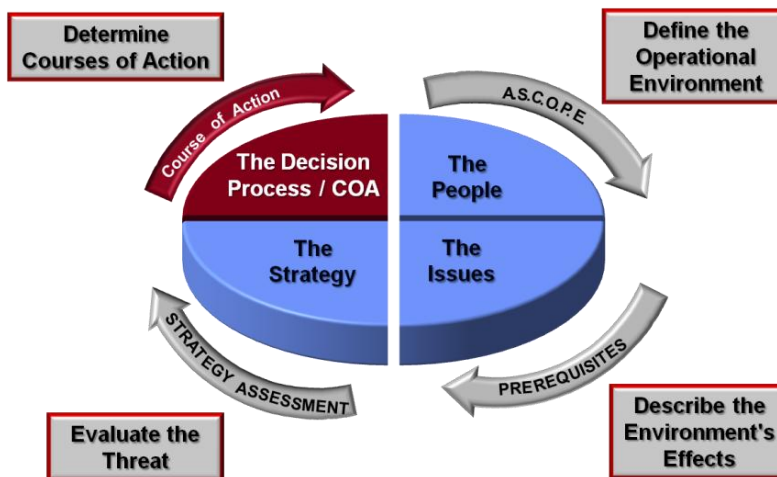 Determine
Courses of Action
Define the
Operational
Environment
Course of Action
A.S.C.O.P.E
The Decision
Process / COA
The
People
The
Strategy
The
Issues
STRATEGY ASSESSMENT
PREREQUISITES
Evaluate the
Threat
Describe the
Environment's
Effects